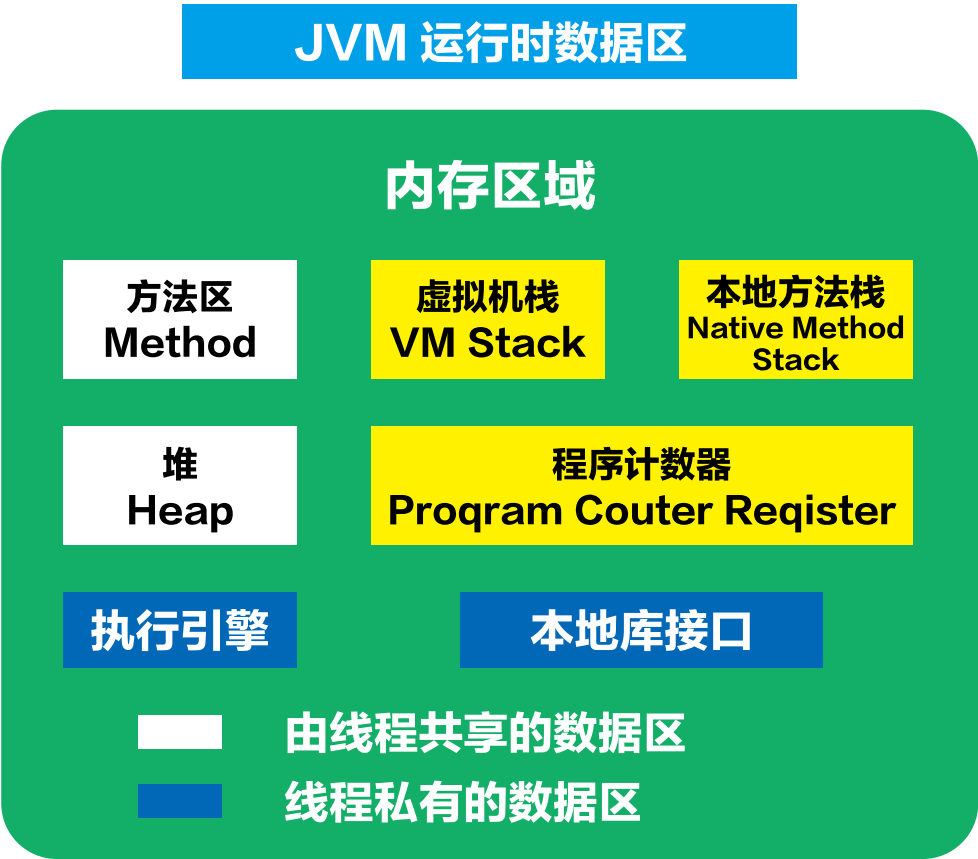 JVM 运行时数据区
内存区域
方法区
Method
虚拟机栈
VM Stack
本地方法栈
Native Method
Stack
堆
Heap
程序计数器
Proqram Couter Reqister
执行引擎
本地库接口
由线程共享的数据区
线程私有的数据区